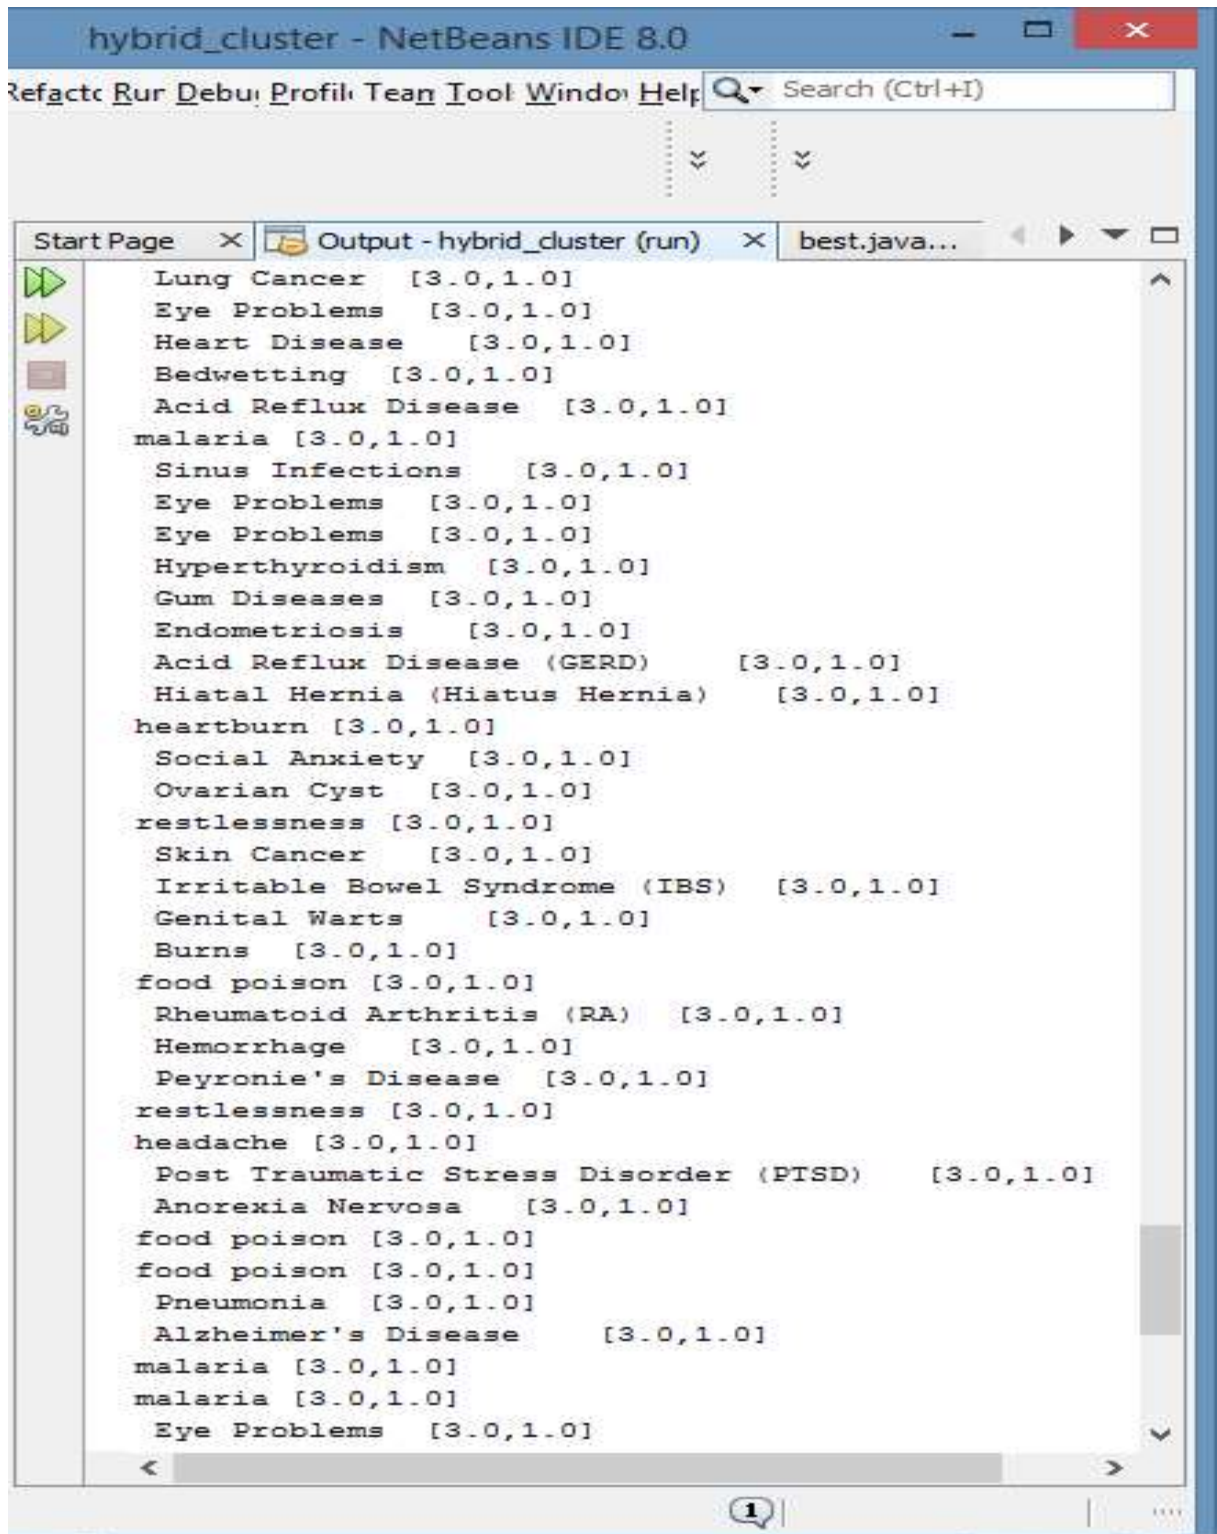 hybrid_cluster - NetBeans IDE 8.0
Refactc Rur Debu Profil Tean Tool Windo Help Search (Ctrl+I)
Start Page Output - hybrid_cluster (run) best.java...
Lung Cancer [3.0,1.0]
Eye Problems [3.0,1.0]
Heart Disease [3.0,1.0]
Bedwetting [3.0,1.0]
Acid Reflux Disease [3.0,1.0]
malaria [3.0,1.0]
Sinus Infections [3.0,1.0]
Eye Problems [3.0,1.0]
Eye Problems [3.0,1.0]
Hyperthyroidism [3.0,1.0]
Gum Diseases [3.0,1.0]
Endometriosis [3.0,1.0]
Acid Reflux Disease (GERD) [3.0,1.0]
Hiatal Hernia (Hiatus Hernia) [3.0,1.0]
heartburn [3.0,1.0]
Social Anxiety [3.0,1.0]
Ovarian Cyst [3.0,1.0]
restlessness [3.0,1.0]
Skin Cancer [3.0,1.0]
Irritable Bowel Syndrome (IBS) [3.0,1.0]
Genital Warts [3.0,1.0]
Burns [3.0,1.0]
food poison [3.0,1.0]
Rheumatoid Arthritis (RA) [3.0,1.0]
Hemorrhage [3.0,1.0]
Peyronie's Disease [3.0,1.0]
restlessness [3.0,1.0]
headache [3.0,1.0]
Post Traumatic Stress Disorder (PTSD) [3.0,1.0]
Anorexia Nervosa [3.0,1.0]
food poison [3.0,1.0]
food poison [3.0,1.0]
Pneumonia [3.0,1.0]
Alzheimer's Disease [3.0,1.0]
malaria [3.0,1.0]
malaria [3.0,1.0]
Eye Problems [3.0,1.0]
1